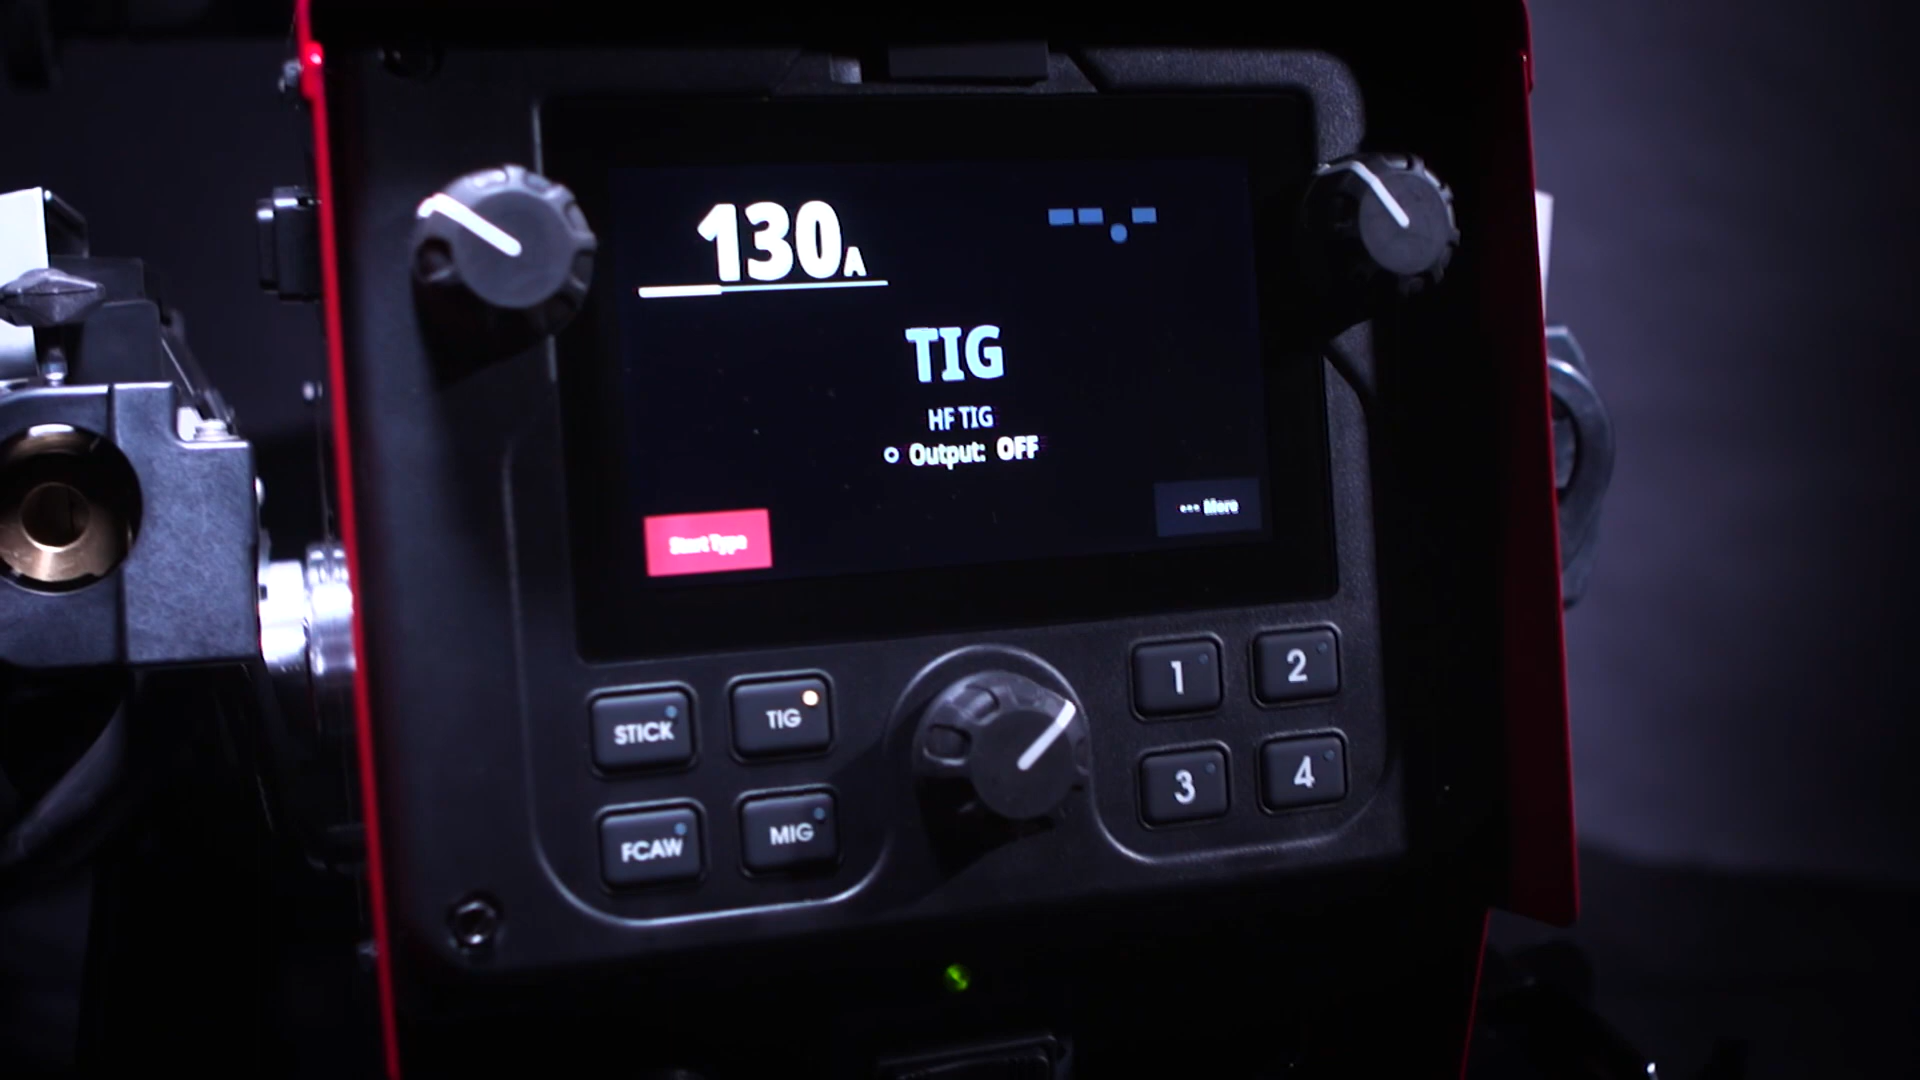 130A
TIG
HF TIG
Output: OFF
Start Type
••• More
STICK
TIG
FCAW
MIG
1
2
3
4